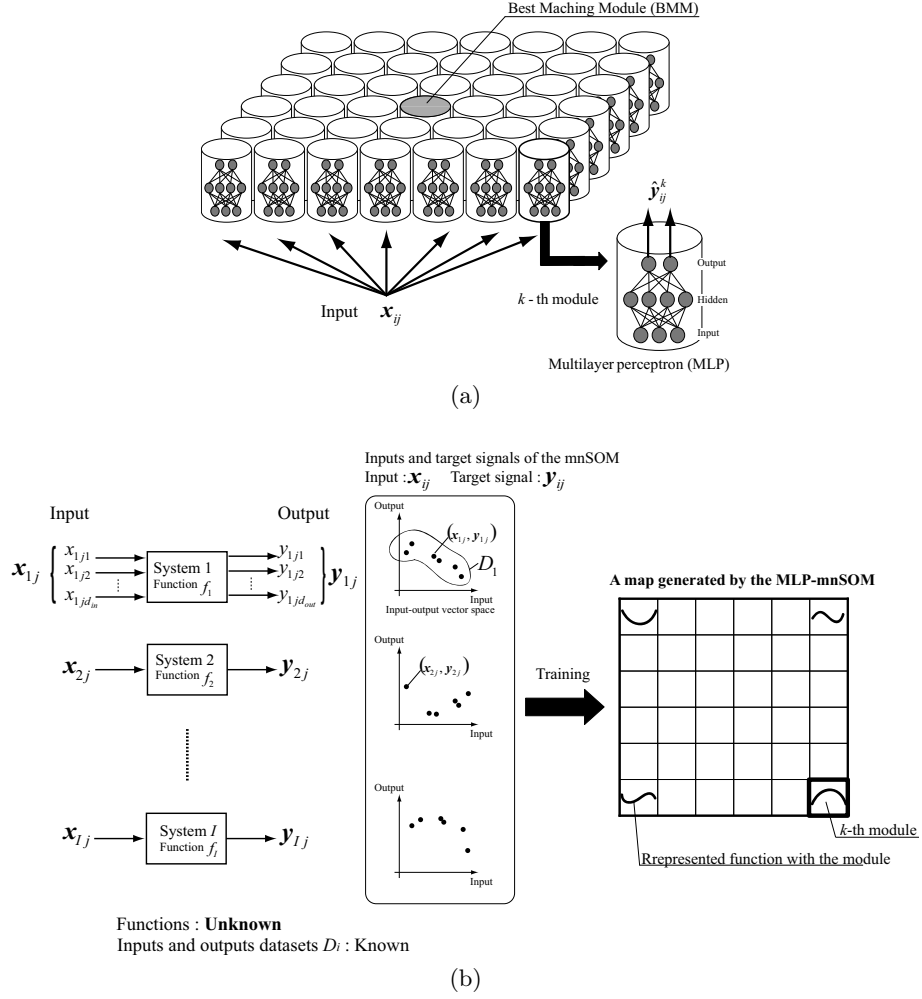 Best Maching Module (BMM)
ŷ^k_ij
Output
Hidden
Input
k - th module
Input x_ij
Multilayer perceptron (MLP)
(a)
Inputs and target signals of the mnSOM
Input : x_ij Target signal : y_ij
Input Output
x_1j { x_1j1 x_1j2 x_1jd_in
System 1
Function f_1
y_1j1 y_1j2 y_1jd_out } y_1j
Output
(x_1j, y_1j)
D_1
Input
Input-output vector space
x_2j
System 2
Function f_2
y_2j
Output
(x_2j, y_2j)
Input
x_Ij
System I
Function f_I
y_Ij
Output
Input
Training
A map generated by the MLP-mnSOM
k-th module
Rrepresented function with the module
Functions : Unknown
Inputs and outputs datasets D_i : Known
(b)